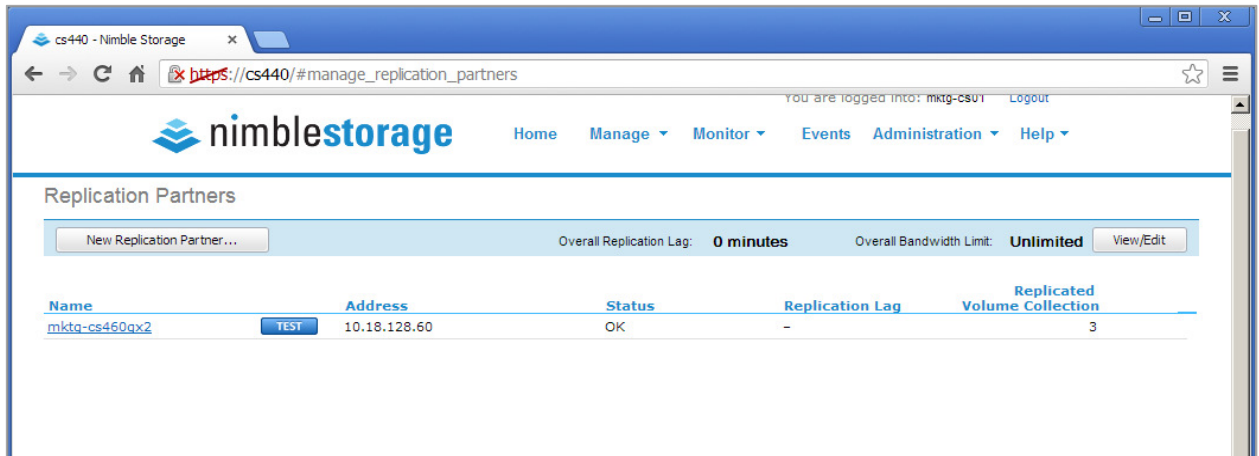 cs440 - Nimble Storage
https://cs440/#manage_replication_partners
You are logged into: mktg-cs01 Logout
nimblestorage Home Manage Monitor Events Administration Help
Replication Partners
New Replication Partner... Overall Replication Lag: 0 minutes Overall Bandwidth Limit: Unlimited View/Edit
Name Address Status Replication Lag Replicated Volume Collection
mktg-cs460gx2 TEST 10.18.128.60 OK – 3